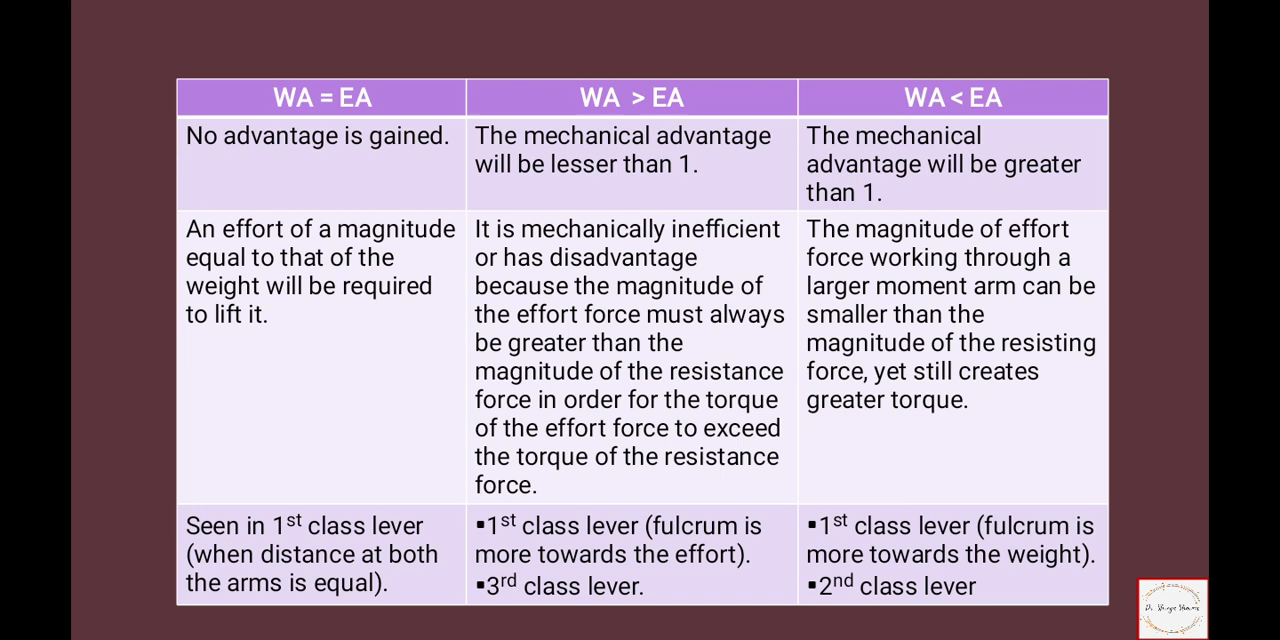 WA = EA
WA > EA
WA < EA
No advantage is gained.
The mechanical advantage
will be lesser than 1.
The mechanical
advantage will be greater
than 1.
An effort of a magnitude
equal to that of the
weight will be required
to lift it.
It is mechanically inefficient
or has disadvantage
because the magnitude of
the effort force must always
be greater than the
magnitude of the resistance
force in order for the torque
of the effort force to exceed
the torque of the resistance
force.
The magnitude of effort
force working through a
larger moment arm can be
smaller than the
magnitude of the resisting
force, yet still creates
greater torque.
Seen in 1st class lever
(when distance at both
the arms is equal).
▪1st class lever (fulcrum is
more towards the effort).
▪3rd class lever.
▪1st class lever (fulcrum is
more towards the weight).
▪2nd class lever